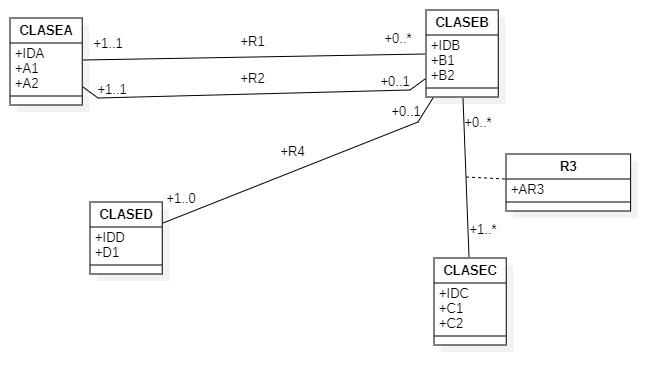 CLASEA
+IDA
+A1
+A2
+1..1
+R1
+0..*
CLASEB
+IDB
+B1
+B2
+1..1
+R2
+0..1
+0..1
+R4
+1..0
CLASED
+IDD
+D1
+0..*
R3
+AR3
+1..*
CLASEC
+IDC
+C1
+C2